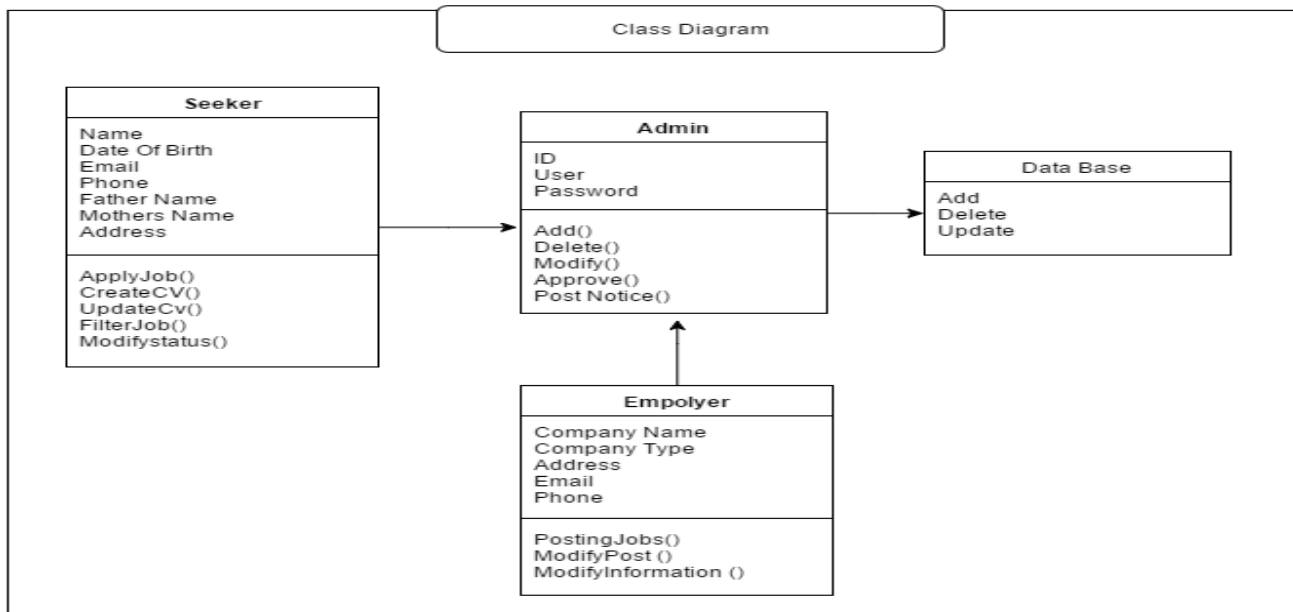 Class Diagram
Seeker
Name
Date Of Birth
Email
Phone
Father Name
Mothers Name
Address
ApplyJob()
CreateCV()
UpdateCv()
FilterJob()
Modifystatus()
Admin
ID
User
Password
Add()
Delete()
Modify()
Approve()
Post Notice()
Data Base
Add
Delete
Update
Empolyer
Company Name
Company Type
Address
Email
Phone
PostingJobs()
ModifyPost ()
ModifyInformation ()